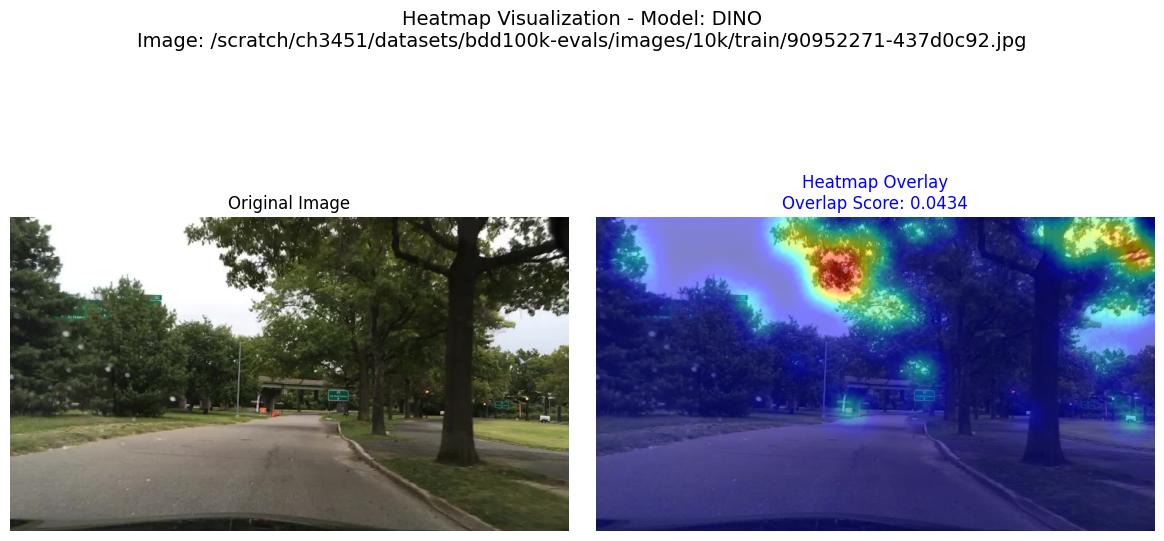 Heatmap Visualization - Model: DINO
Image: /scratch/ch3451/datasets/bdd100k-evals/images/10k/train/90952271-437d0c92.jpg
Original Image
Heatmap Overlay
Overlap Score: 0.0434